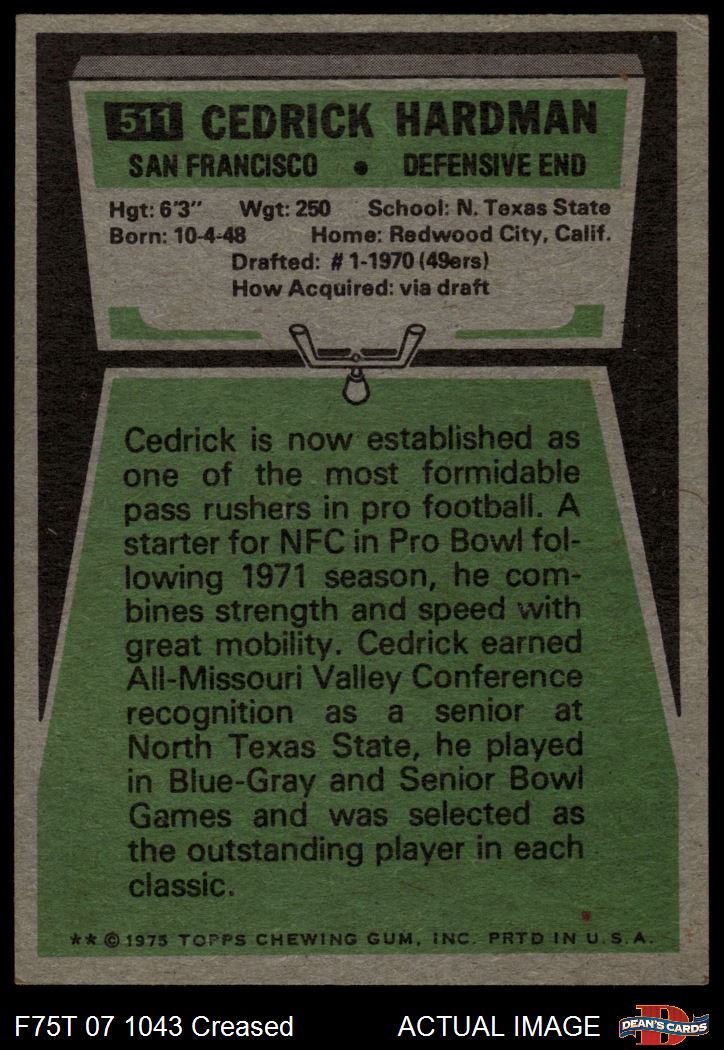 511 CEDRICK HARDMAN
SAN FRANCISCO • DEFENSIVE END
Hgt: 6'3" Wgt: 250 School: N. Texas State
Born: 10-4-48 Home: Redwood City, Calif.
Drafted: #1-1970 (49ers)
How Acquired: via draft
Cedrick is now established as
one of the most formidable
pass rushers in pro football. A
starter for NFC in Pro Bowl fol-
lowing 1971 season, he com-
bines strength and speed with
great mobility. Cedrick earned
All-Missouri Valley Conference
recognition as a senior at
North Texas State, he played
in Blue-Gray and Senior Bowl
Games and was selected as
the outstanding player in each
classic.
** © 1975 TOPPS CHEWING GUM, INC. PRTD IN U.S.A.
F75T 07 1043 Creased ACTUAL IMAGE
D
DEAN'S CARDS